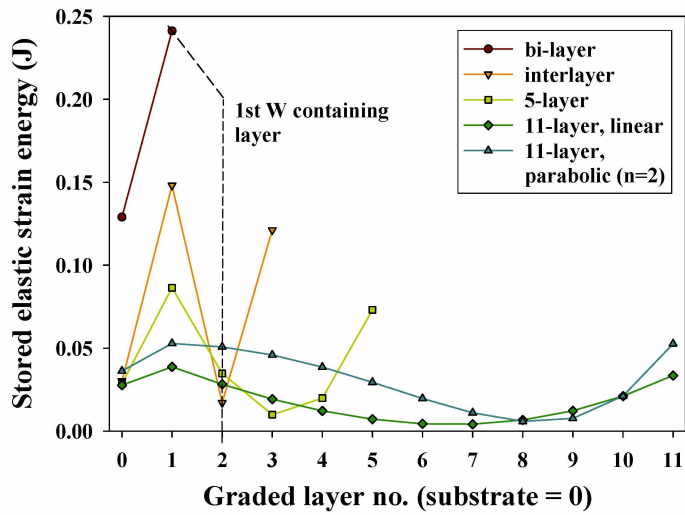 0.25
0.20
0.15
0.10
0.05
0.00
Stored elastic strain energy (J)
bi-layer
interlayer
5-layer
11-layer, linear
11-layer,
parabolic (n=2)
1st W containing
layer
0 1 2 3 4 5 6 7 8 9 10 11
Graded layer no. (substrate = 0)